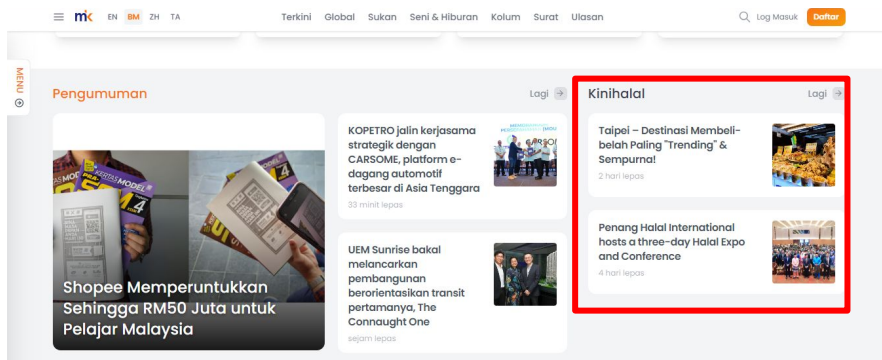 mk EN BM ZH TA Terkini Global Sukan Seni & Hiburan Kolum Surat Ulasan Log Masuk Daftar
MENU
Pengumuman Lagi
Shopee Memperuntukkan
Sehingga RM50 Juta untuk
Pelajar Malaysia
KOPETRO jalin kerjasama
strategik dengan
CARSOME, platform e-
dagang automotif
terbesar di Asia Tenggara
33 minit lepas
UEM Sunrise bakal
melancarkan
pembangunan
berorientasikan transit
pertamanya, The
Connaught One
sejam lepas
Kinihalal Lagi
Taipei – Destinasi Membeli-
belah Paling "Trending" &
Sempurna!
2 hari lepas
Penang Halal International
hosts a three-day Halal Expo
and Conference
4 hari lepas